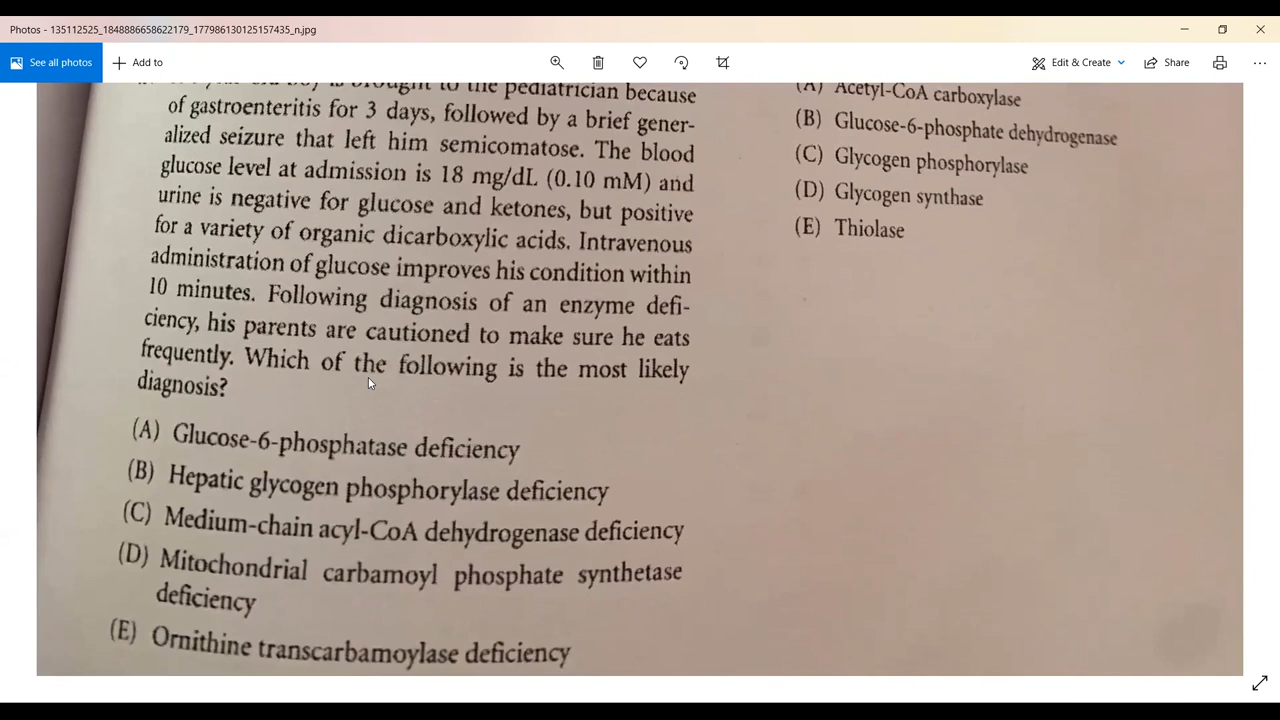 Photos - 135112525_1848886658622179_177986130125157435_n.jpg
See all photos
Add to
Edit & Create
Share
is brought to the pediatrician because
of gastroenteritis for 3 days, followed by a brief gener-
alized seizure that left him semicomatose. The blood
glucose level at admission is 18 mg/dL (0.10 mM) and
urine is negative for glucose and ketones, but positive
for a variety of organic dicarboxylic acids. Intravenous
administration of glucose improves his condition within
10 minutes. Following diagnosis of an enzyme defi-
ciency, his parents are cautioned to make sure he eats
frequently. Which of the following is the most likely
diagnosis?
(A) Glucose-6-phosphatase deficiency
(B) Hepatic glycogen phosphorylase deficiency
(C) Medium-chain acyl-CoA dehydrogenase deficiency
(D) Mitochondrial carbamoyl phosphate synthetase
deficiency
(E) Ornithine transcarbamoylase deficiency
(A) Acetyl-CoA carboxylase
(B) Glucose-6-phosphate dehydrogenase
(C) Glycogen phosphorylase
(D) Glycogen synthase
(E) Thiolase